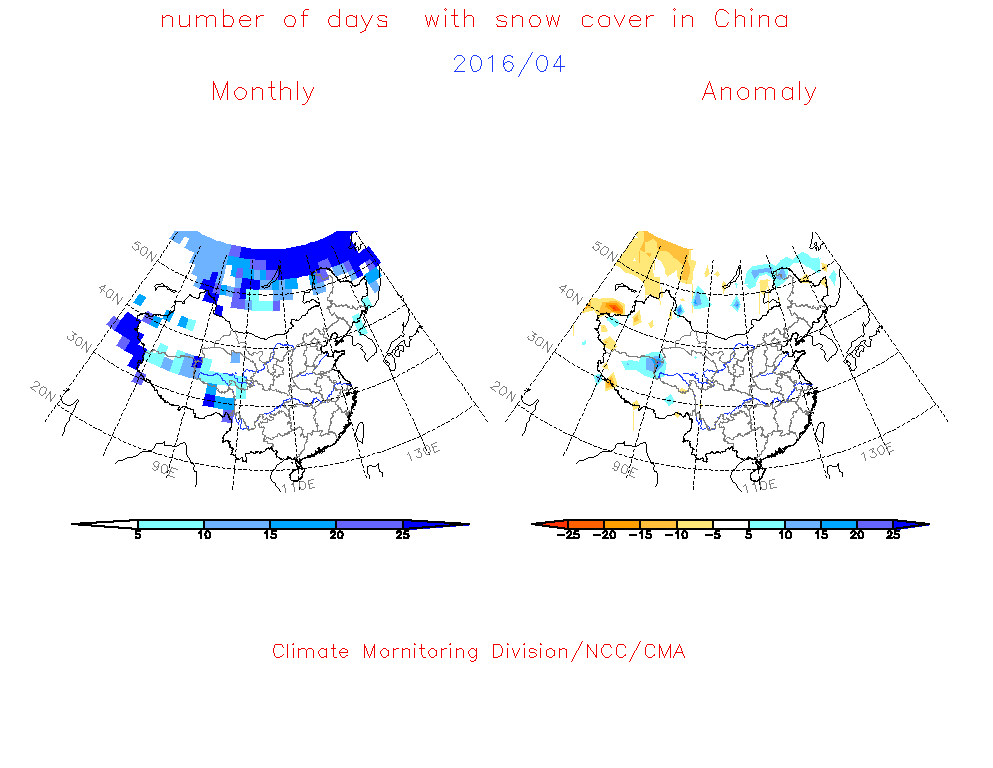 number of days  with snow cover in China
2016/04
Monthly
Anomaly
50N
40N
30N
20N
90E
110E
130E
50N
40N
30N
20N
90E
110E
130E
5 10 15 20 25
-25 -20 -15 -10 -5 5 10 15 20 25
Climate Mornitoring Division/NCC/CMA